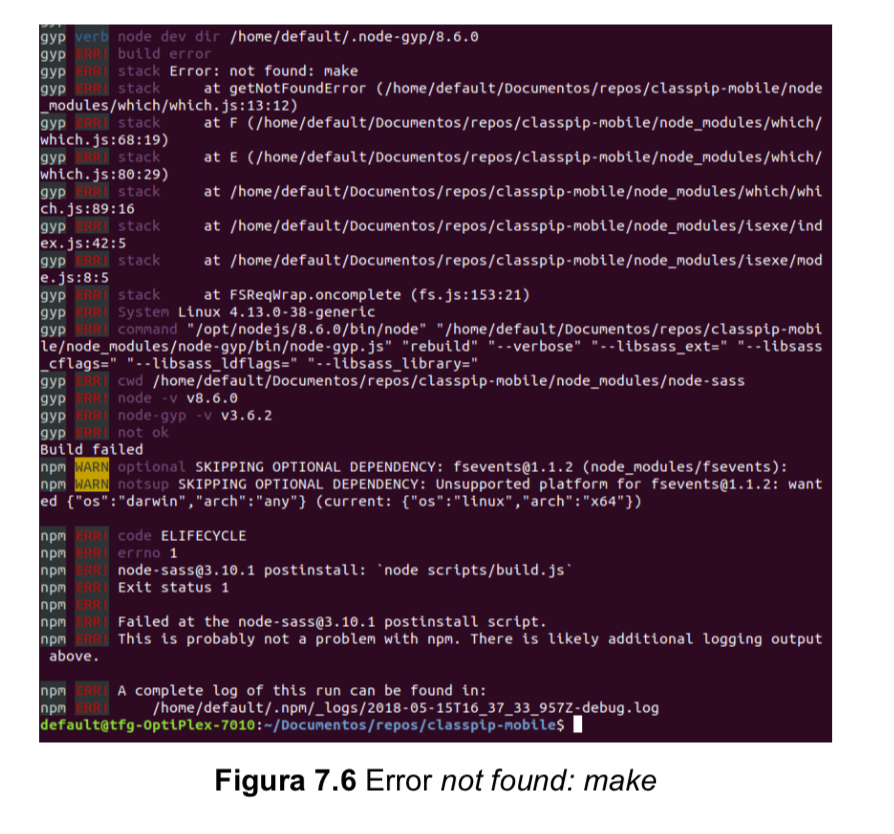 gyp verb node dev dir /home/default/.node-gyp/8.6.0
gyp ERR! build error
gyp ERR! stack Error: not found: make
gyp ERR! stack     at getNotFoundError (/home/default/Documentos/repos/classpip-mobile/node
_modules/which/which.js:13:12)
gyp ERR! stack     at F (/home/default/Documentos/repos/classpip-mobile/node_modules/which/
which.js:68:19)
gyp ERR! stack     at E (/home/default/Documentos/repos/classpip-mobile/node_modules/which/
which.js:80:29)
gyp ERR! stack     at /home/default/Documentos/repos/classpip-mobile/node_modules/which/whi
ch.js:89:16
gyp ERR! stack     at /home/default/Documentos/repos/classpip-mobile/node_modules/isexe/ind
ex.js:42:5
gyp ERR! stack     at /home/default/Documentos/repos/classpip-mobile/node_modules/isexe/mod
e.js:8:5
gyp ERR! stack     at FSReqWrap.oncomplete (fs.js:153:21)
gyp ERR! System Linux 4.13.0-38-generic
gyp ERR! command "/opt/nodejs/8.6.0/bin/node" "/home/default/Documentos/repos/classpip-mobi
le/node_modules/node-gyp/bin/node-gyp.js" "rebuild" "--verbose" "--libsass_ext=" "--libsass
_cflags=" "--libsass_ldflags=" "--libsass_library="
gyp ERR! cwd /home/default/Documentos/repos/classpip-mobile/node_modules/node-sass
gyp ERR! node -v v8.6.0
gyp ERR! node-gyp -v v3.6.2
gyp ERR! not ok
Build failed
npm WARN optional SKIPPING OPTIONAL DEPENDENCY: fsevents@1.1.2 (node_modules/fsevents):
npm WARN notsup SKIPPING OPTIONAL DEPENDENCY: Unsupported platform for fsevents@1.1.2: want
ed {"os":"darwin","arch":"any"} (current: {"os":"linux","arch":"x64"})
npm ERR! code ELIFECYCLE
npm ERR! errno 1
npm ERR! node-sass@3.10.1 postinstall: `node scripts/build.js`
npm ERR! Exit status 1
npm ERR!
npm ERR! Failed at the node-sass@3.10.1 postinstall script.
npm ERR! This is probably not a problem with npm. There is likely additional logging output
 above.
npm ERR! A complete log of this run can be found in:
npm ERR!     /home/default/.npm/_logs/2018-05-15T16_37_33_957Z-debug.log
default@tfg-OptiPlex-7010:~/Documentos/repos/classpip-mobile$
Figura 7.6 Error not found: make